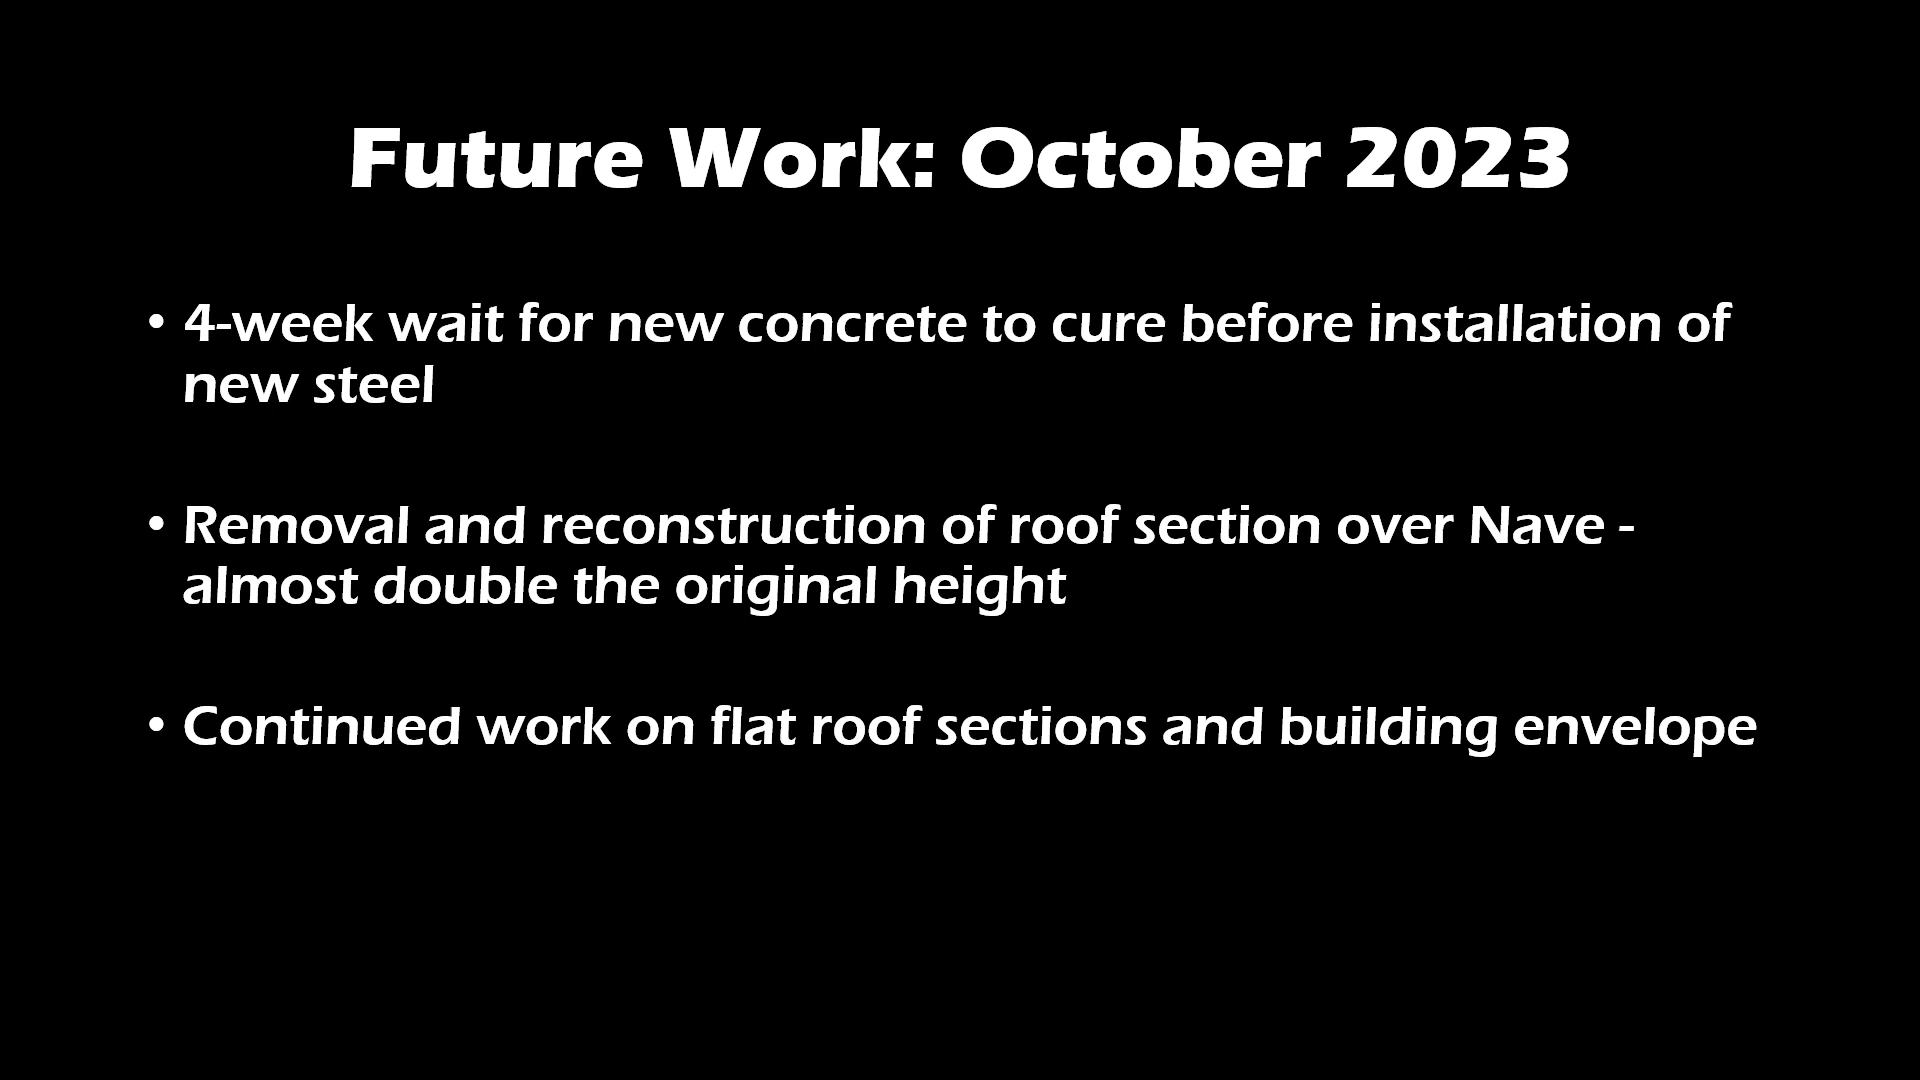 Future Work: October 2023
• 4-week wait for new concrete to cure before installation of
new steel
• Removal and reconstruction of roof section over Nave -
almost double the original height
• Continued work on flat roof sections and building envelope